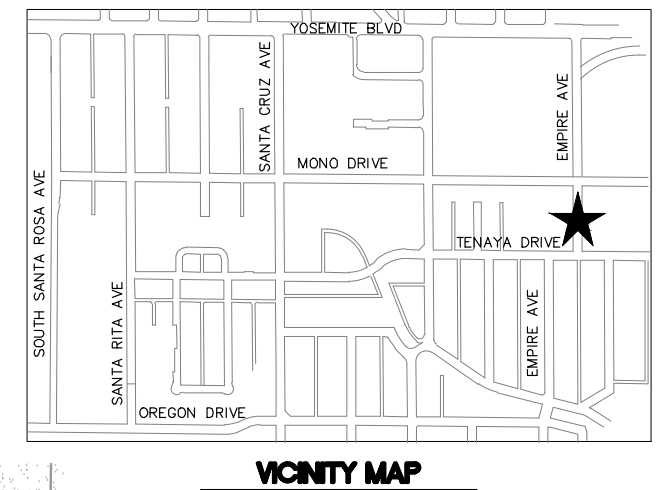 YOSEMITE BLVD
SANTA CRUZ AVE
EMPIRE AVE
MONO DRIVE
SOUTH SANTA ROSA AVE
TENAYA DRIVE
SANTA RITA AVE
EMPIRE AVE
OREGON DRIVE
VICINITY MAP